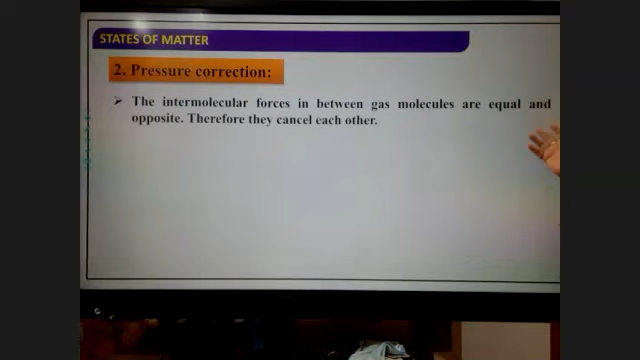 STATES OF MATTER
2. Pressure correction:
➢ The intermolecular forces in between gas molecules are equal and
opposite. Therefore they cancel each other.